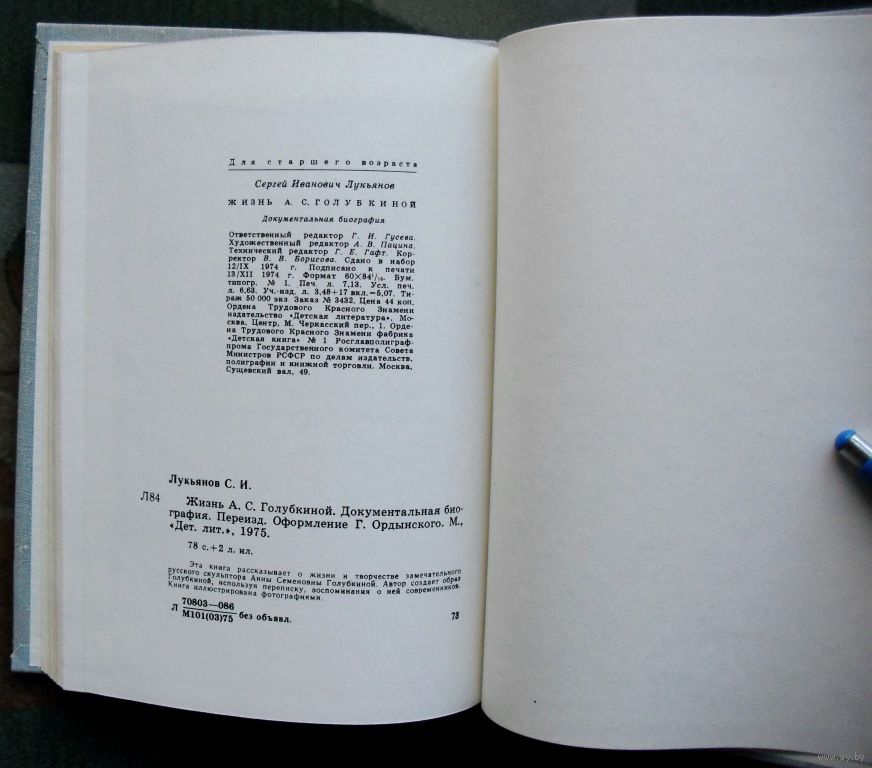 Для старшего возраста
Сергей Иванович Лукьянов
ЖИЗНЬ А. С. ГОЛУБКИНОЙ
Документальная биография
Ответственный редактор Г. И. Гусева.
Художественный редактор А. В. Пацина.
Технический редактор Г. Е. Гафт. Кор-
ректор В. В. Борисова. Сдано в набор
12/IX 1974 г. Подписано к печати
13/XII 1974 г. Формат 60×84¹/₁₆. Бум.
типогр. № 1. Печ. л. 7,13. Усл. печ.
л. 6,63. Уч.-изд. л. 3,48+17 вкл.=5,07. Ти-
раж 50 000 экз. Заказ № 3432. Цена 44 коп.
Ордена Трудового Красного Знамени
издательство «Детская литература». Мо-
сква, Центр, М. Черкасский пер., 1. Орде-
на Трудового Красного Знамени фабрика
«Детская книга» № 1 Росглавполиграф-
прома Государственного комитета Совета
Министров РСФСР по делам издательств,
полиграфии и книжной торговли. Москва,
Сущевский вал, 49.
Лукьянов С. И.
Л84 Жизнь А. С. Голубкиной. Документальная био-
графия. Переизд. Оформление Г. Ордынского. М.,
«Дет. лит.», 1975.
78 с.+2 л. ил.
Эта книга рассказывает о жизни и творчестве замечательного
русского скульптора Анны Семеновны Голубкиной. Автор создает образ
Голубкиной, используя переписку, воспоминания о ней современников.
Книга иллюстрирована фотографиями.
70803—086
Л М101(03)75 без объявл.
78
www.ay.by